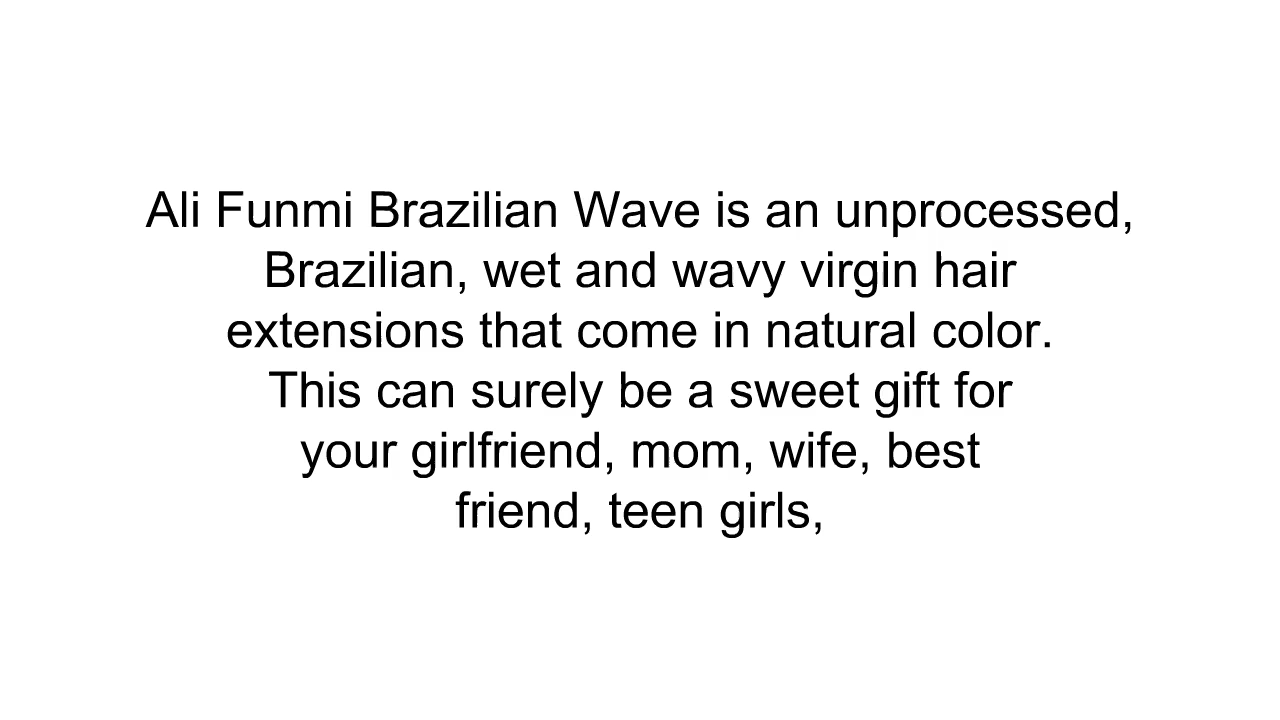 Ali Funmi Brazilian Wave is an unprocessed,
Brazilian, wet and wavy virgin hair
extensions that come in natural color.
This can surely be a sweet gift for
your girlfriend, mom, wife, best
friend, teen girls,